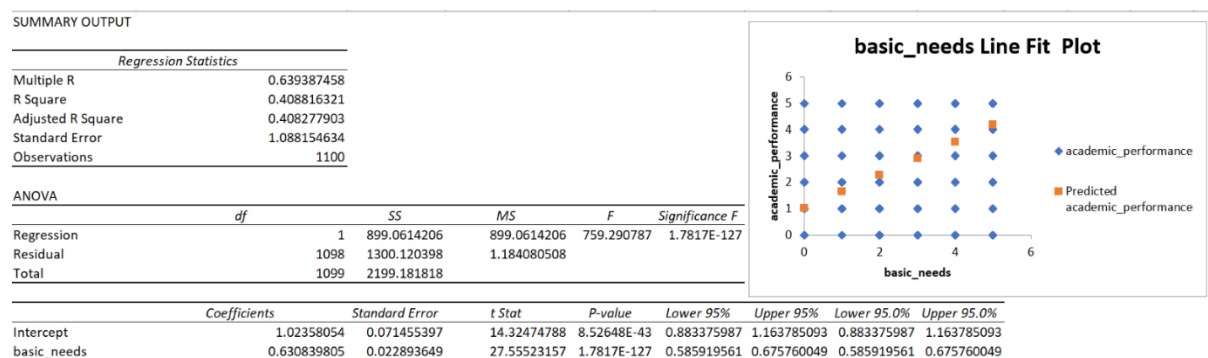 SUMMARY OUTPUT
Regression Statistics
Multiple R 0.639387458
R Square 0.408816321
Adjusted R Square 0.408277903
Standard Error 1.088154634
Observations 1100
ANOVA
df SS MS F Significance F
Regression 1 899.0614206 899.0614206 759.290787 1.7817E-127
Residual 1098 1300.120398 1.184080508
Total 1099 2199.181818
Coefficients Standard Error t Stat P-value Lower 95% Upper 95% Lower 95.0% Upper 95.0%
Intercept 1.02358054 0.071455397 14.32474788 8.52648E-43 0.883375987 1.163785093 0.883375987 1.163785093
basic_needs 0.630839805 0.022893649 27.55523157 1.7817E-127 0.585919561 0.675760049 0.585919561 0.675760049
basic_needs Line Fit Plot
academic_performance
6
5
4
3
2
1
0
0 2 4 6
basic_needs
academic_performance
Predicted
academic_performance